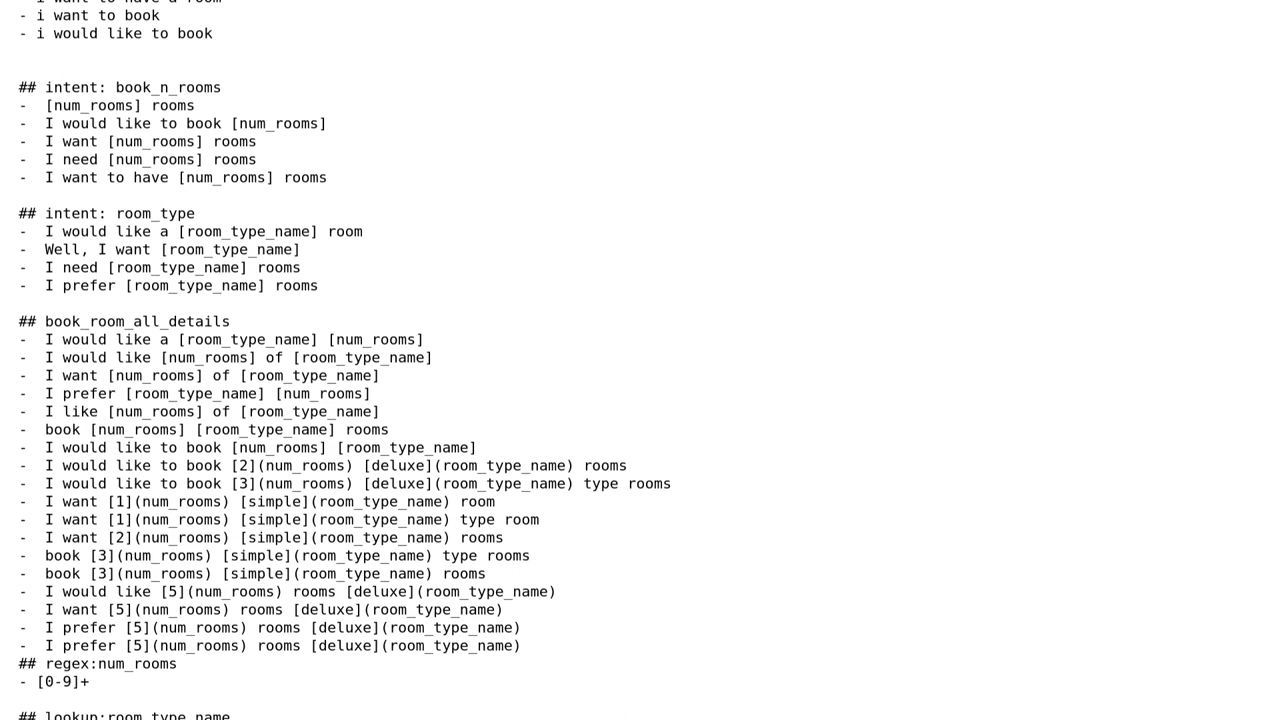 - i want to have a room
- i want to book
- i would like to book
## intent: book_n_rooms
-  [num_rooms] rooms
-  I would like to book [num_rooms]
-  I want [num_rooms] rooms
-  I need [num_rooms] rooms
-  I want to have [num_rooms] rooms
## intent: room_type
-  I would like a [room_type_name] room
-  Well, I want [room_type_name]
-  I need [room_type_name] rooms
-  I prefer [room_type_name] rooms
## book_room_all_details
-  I would like a [room_type_name] [num_rooms]
-  I would like [num_rooms] of [room_type_name]
-  I want [num_rooms] of [room_type_name]
-  I prefer [room_type_name] [num_rooms]
-  I like [num_rooms] of [room_type_name]
-  book [num_rooms] [room_type_name] rooms
-  I would like to book [num_rooms] [room_type_name]
-  I would like to book [2](num_rooms) [deluxe](room_type_name) rooms
-  I would like to book [3](num_rooms) [deluxe](room_type_name) type rooms
-  I want [1](num_rooms) [simple](room_type_name) room
-  I want [1](num_rooms) [simple](room_type_name) type room
-  I want [2](num_rooms) [simple](room_type_name) rooms
-  book [3](num_rooms) [simple](room_type_name) type rooms
-  book [3](num_rooms) [simple](room_type_name) rooms
-  I would like [5](num_rooms) rooms [deluxe](room_type_name)
-  I want [5](num_rooms) rooms [deluxe](room_type_name)
-  I prefer [5](num_rooms) rooms [deluxe](room_type_name)
-  I prefer [5](num_rooms) rooms [deluxe](room_type_name)
## regex:num_rooms
- [0-9]+
## lookup:room_type_name